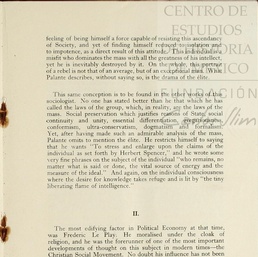 CENTRO DE
ESTUDIOS
feeling of being himself a force capable of resisting this ascendancy
of Society, and yet of finding himself reduced to isolation and
to impotence, as a direct result of this attitude. This individual is a
misfit who dominates the mass with all the greatness of his intellect,
yet he is inevitably destroyed by it. On the whole, this portrait
of a rebel is not that of an average, but of an exceptional man. What
Palante describes, without saying so, is the drama of the élite.
This same conception is to be found in the other works of this
sociologist. No one has stated better than he that which he has
called the laws of the group, which, in reality, are the laws of the
mass. Social preservation which justifies reasons of State, social
continuity and unity, essential differentiation,
conformism, ultra-conservatism, dogmatism and formalism.
Yet, after having made such an admirable analysis of the mass,
Palante omits to mention the élite. He restricts himself to saying
that he wants "To stress and enlarge upon the claims of the
individual as set forth by Herbert Spencer," and he wrote some
very fine phrases on the subject of the individual "who remains, no
matter what is said or done, the vital source of energy and the
measure of the ideal." And again, on the individual consciousness
where the desire for knowledge takes refuge and is lit by "the tiny
liberating flame of intelligence."
II.
The most edifying factor in Political Economy at that time,
was Frederic Le Play. He moralised under the cloak of
religion, and he was the forerunner of one of the most important
developments of thought on this subject in modern times—the
Christian Social Movement. No doubt his influence has not been